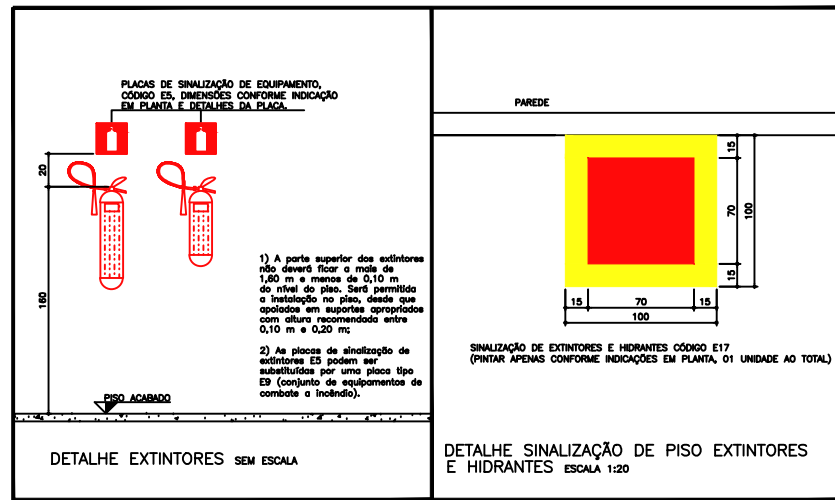 PLACAS DE SINALIZAÇÃO DE EQUIPAMENTO,
CÓDIGO E5, DIMENSÕES CONFORME INDICAÇÃO
EM PLANTA E DETALHES DA PLACA.
20
160
1) A parte superior dos extintores
não deverá ficar a mais de
1,60 m e menos de 0,10 m
do nível do piso. Será permitida
a instalação no piso, desde que
apoiados em suportes apropriados
com altura recomendada entre
0,10 m e 0,20 m;
2) As placas de sinalização de
extintores E5 podem ser
substituídas por uma placa tipo
E9 (conjunto de equipamentos de
combate a incêndio).
PISO ACABADO
DETALHE EXTINTORES SEM ESCALA
PAREDE
15
70
100
15
15 70 15
100
SINALIZAÇÃO DE EXTINTORES E HIDRANTES CÓDIGO E17
(PINTAR APENAS CONFORME INDICAÇÕES EM PLANTA, 01 UNIDADE AO TOTAL)
DETALHE SINALIZAÇÃO DE PISO EXTINTORES
E HIDRANTES ESCALA 1:20